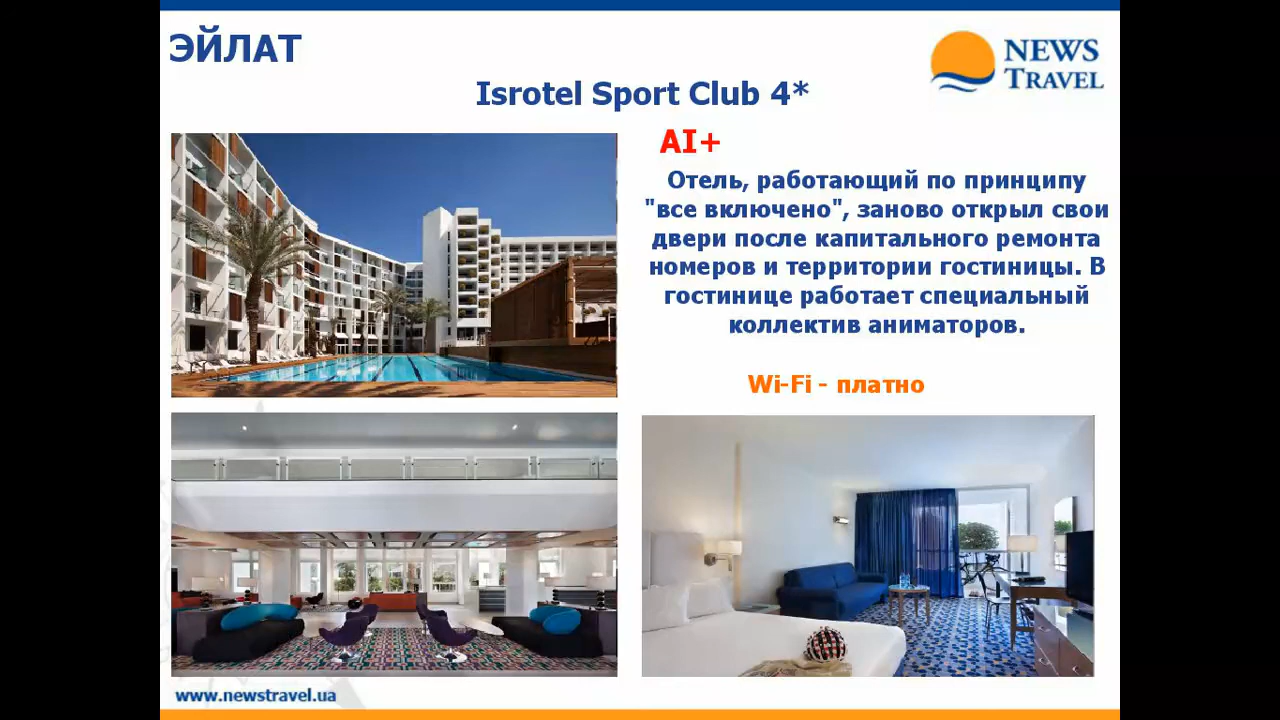 ЭЙЛАТ
NEWS
TRAVEL
Isrotel Sport Club 4*
AI+
Отель, работающий по принципу
"все включено", заново открыл свои
двери после капитального ремонта
номеров и территории гостиницы. В
гостинице работает специальный
коллектив аниматоров.
Wi-Fi - платно
www.newstravel.ua